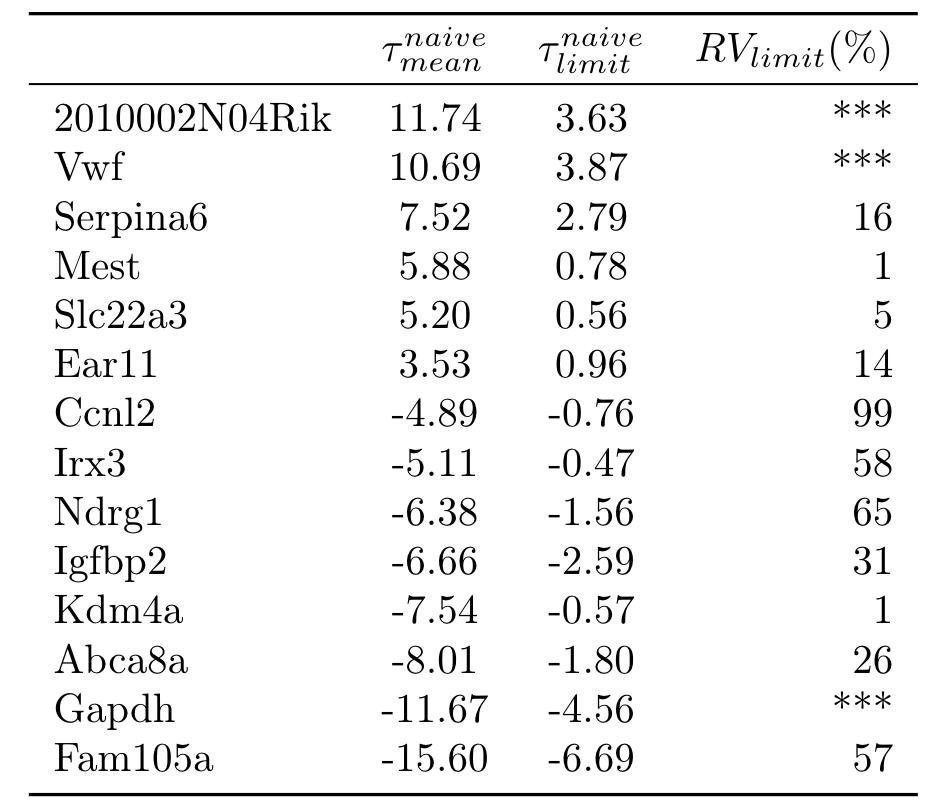 τ_{mean}^{naive} τ_{limit}^{naive} RV_{limit}(%)
2010002N04Rik 11.74 3.63 ***
Vwf 10.69 3.87 ***
Serpina6 7.52 2.79 16
Mest 5.88 0.78 1
Slc22a3 5.20 0.56 5
Ear11 3.53 0.96 14
Ccnl2 -4.89 -0.76 99
Irx3 -5.11 -0.47 58
Ndrg1 -6.38 -1.56 65
Igfbp2 -6.66 -2.59 31
Kdm4a -7.54 -0.57 1
Abca8a -8.01 -1.80 26
Gapdh -11.67 -4.56 ***
Fam105a -15.60 -6.69 57